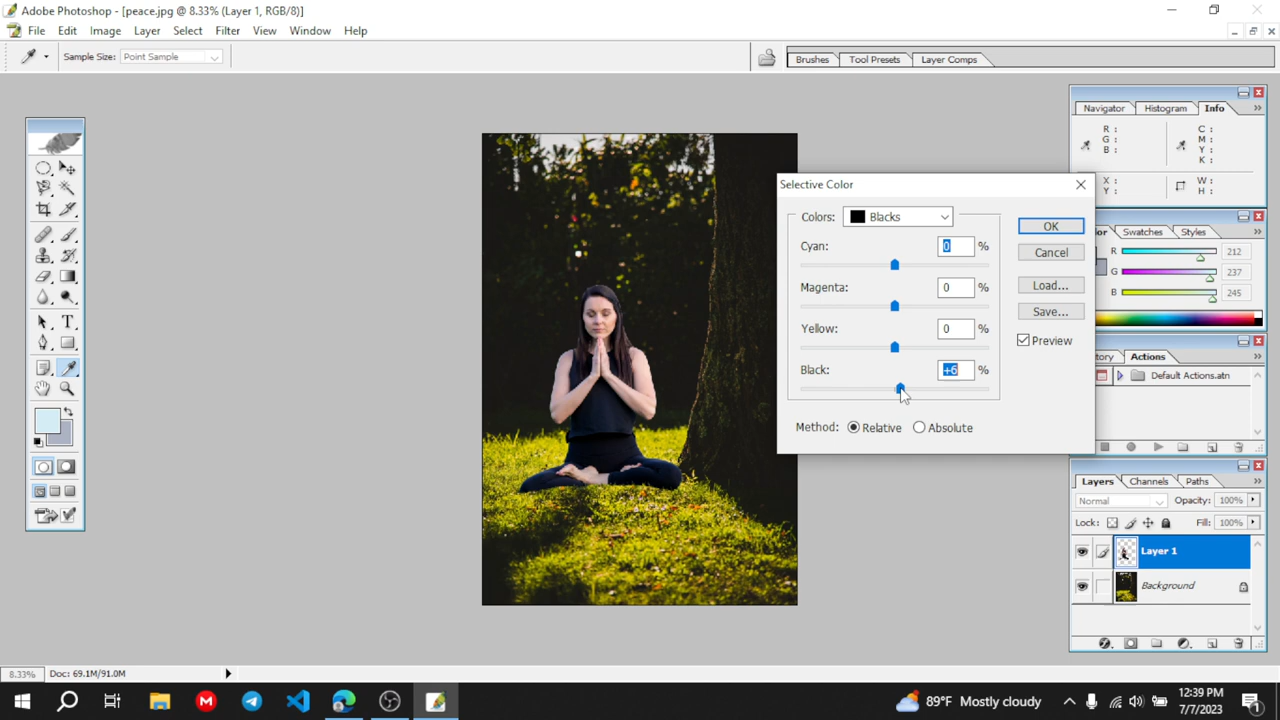 Adobe Photoshop - [peace.jpg @ 8.33% (Layer 1, RGB/8)]
File Edit Image Layer Select Filter View Window Help
Sample Size: Point Sample
Brushes Tool Presets Layer Comps
Navigator Histogram Info
R :
G :
B :
C :
M :
Y :
K :
X :
Y :
W :
H :
Selective Color
Colors: Blacks
Cyan: 0 %
Magenta: 0 %
Yellow: 0 %
Black: +6 %
Method: Relative Absolute
OK
Cancel
Load...
Save...
Preview
Swatches Styles
R 212
G 237
B 245
Actions
Default Actions.atn
Layers Channels Paths
Normal Opacity: 100%
Lock: Fill: 100%
Layer 1
Background
8.33% Doc: 69.1M/91.0M
M
89°F Mostly cloudy
12:39 PM
7/7/2023
1